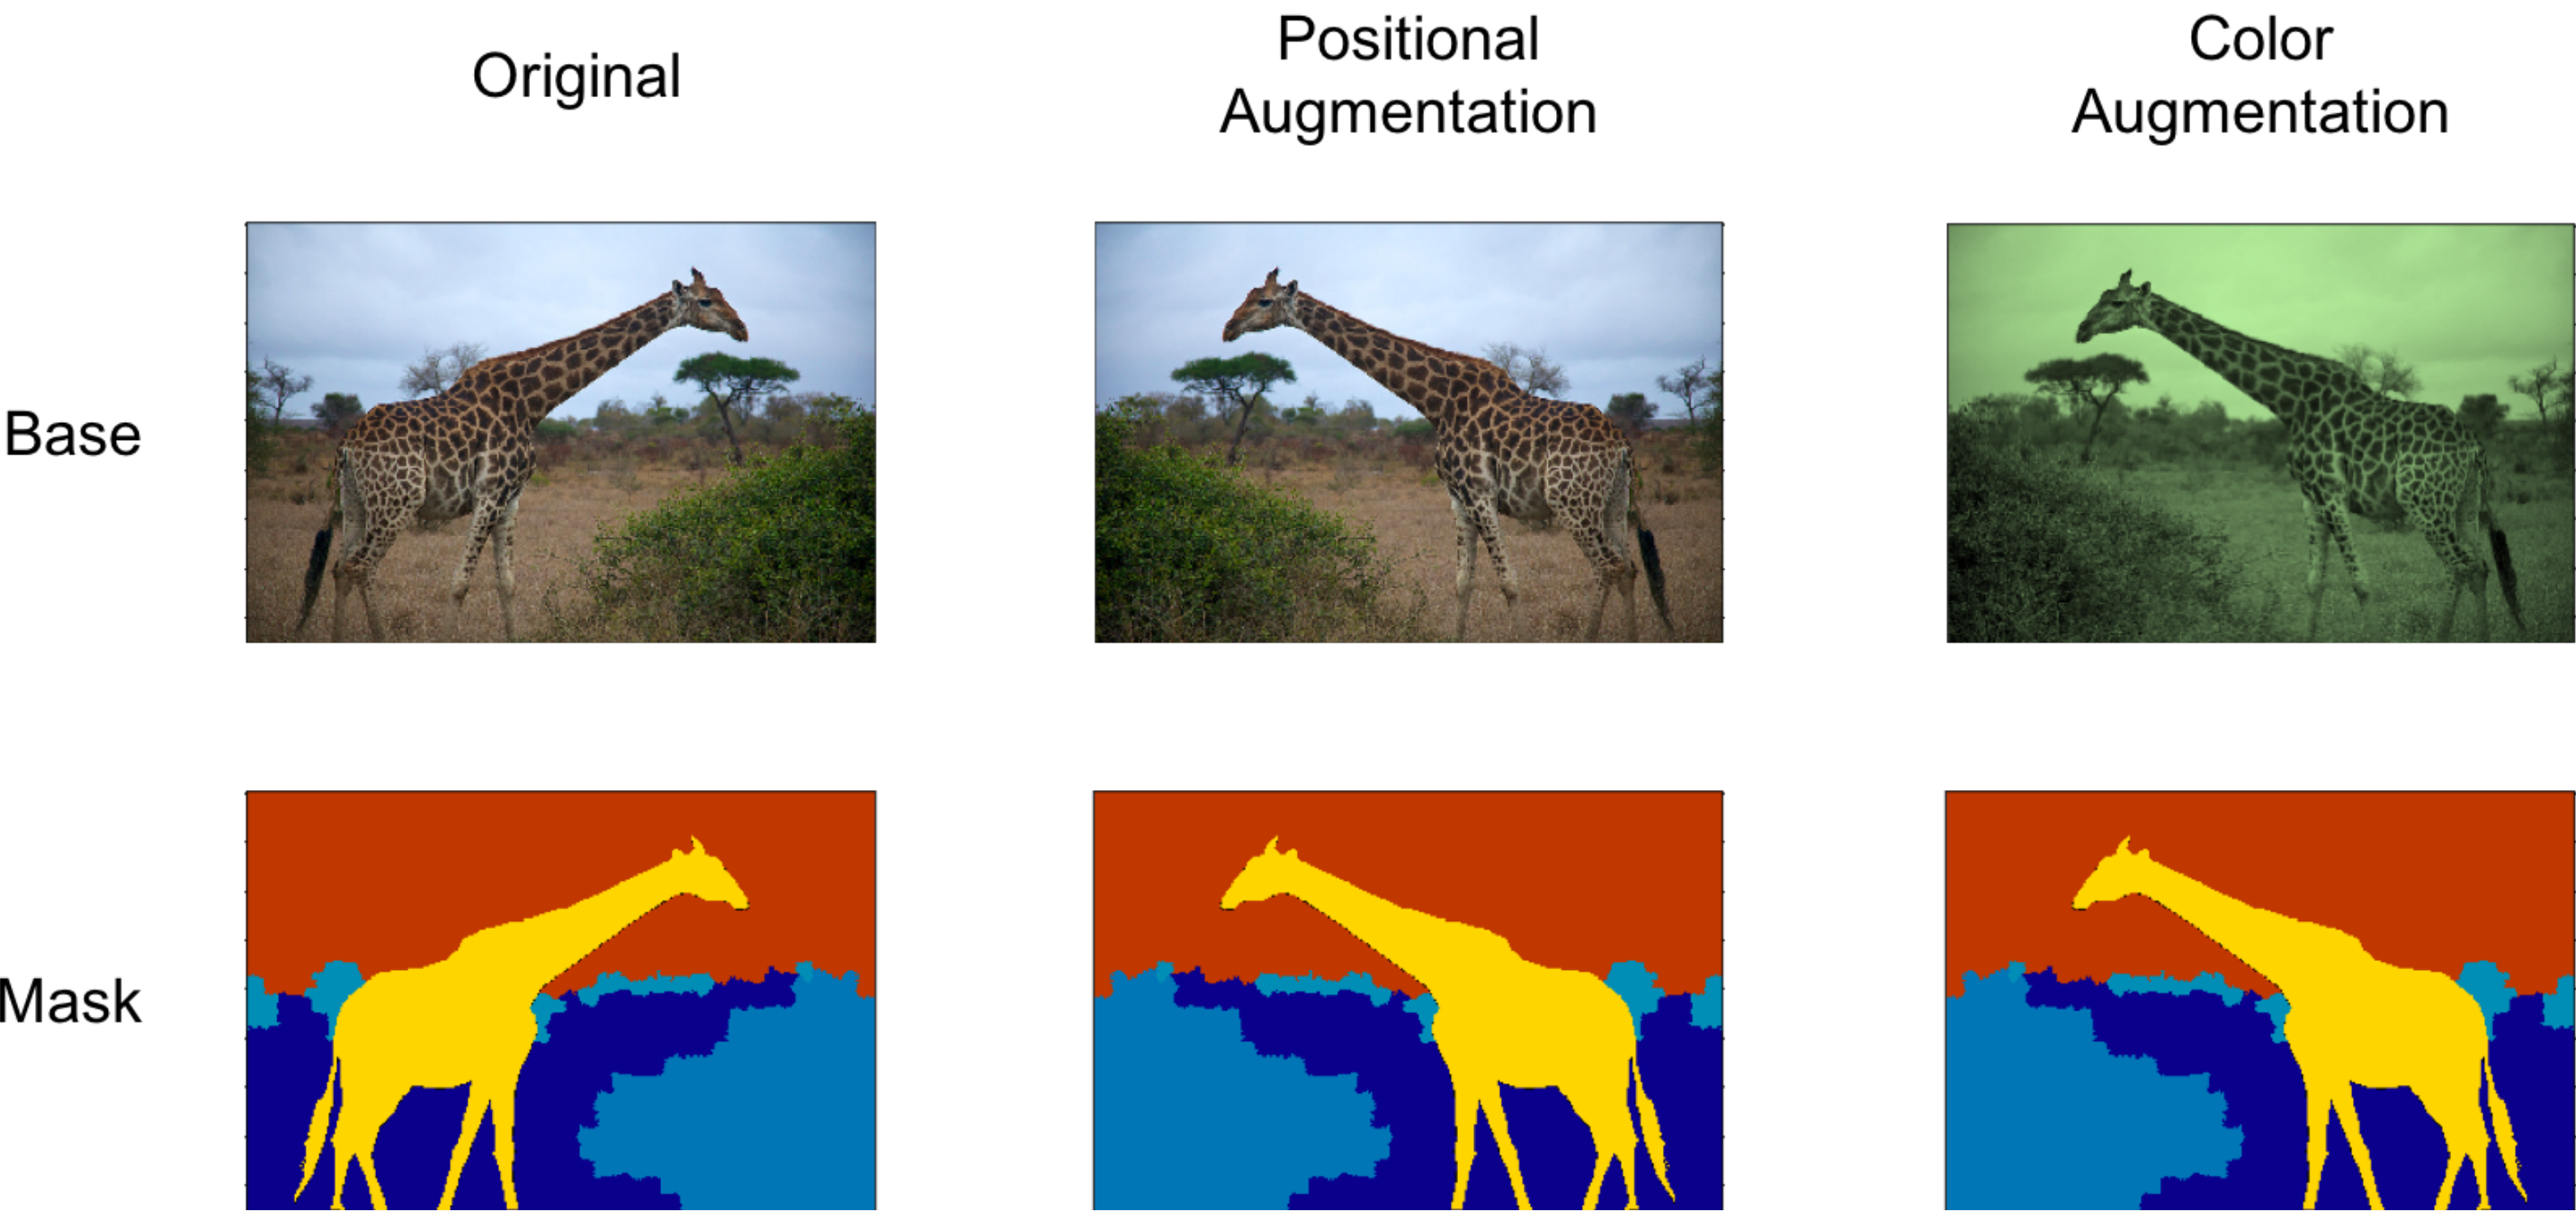 Original
Positional
Augmentation
Color
Augmentation
Base
Mask